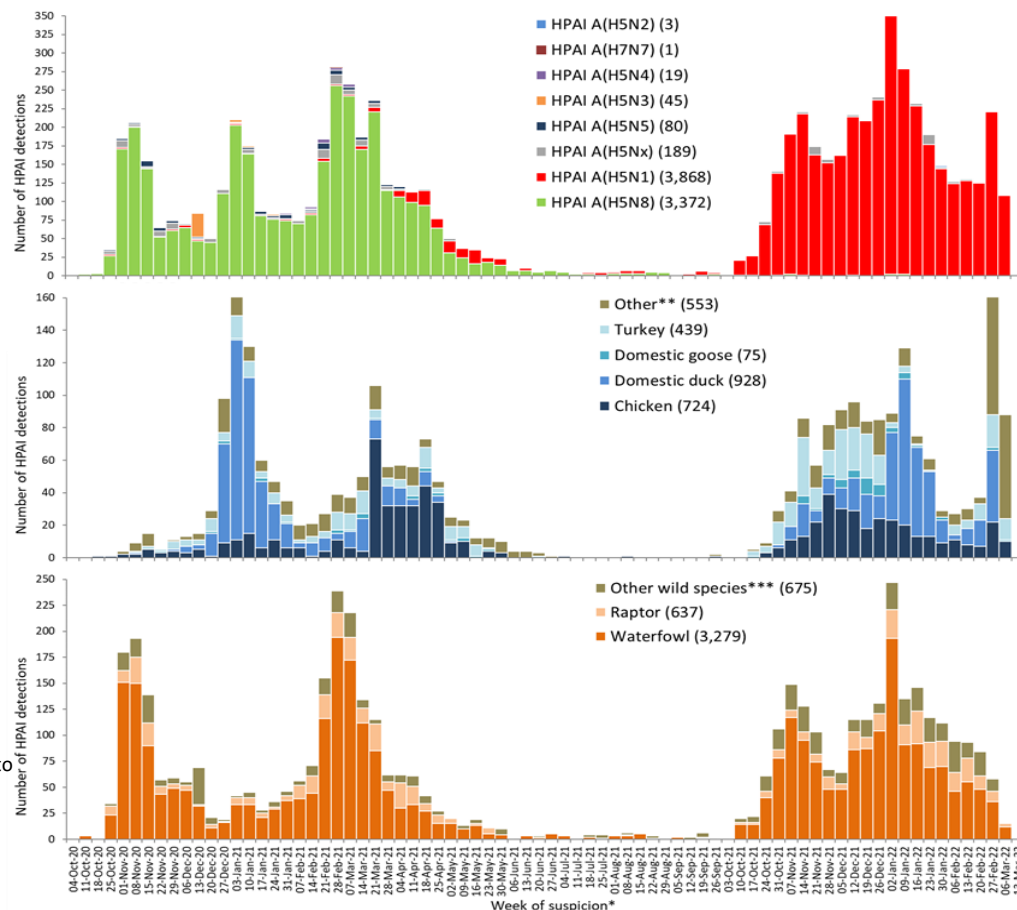 Number of HPAI detections
350
325
300
275
250
225
200
175
150
125
100
75
50
25
0
HPAI A(H5N2) (3)
HPAI A(H7N7) (1)
HPAI A(H5N4) (19)
HPAI A(H5N3) (45)
HPAI A(H5N5) (80)
HPAI A(H5Nx) (189)
HPAI A(H5N1) (3,868)
HPAI A(H5N8) (3,372)
Number of HPAI detections
160
140
120
100
80
60
40
20
0
Other** (553)
Turkey (439)
Domestic goose (75)
Domestic duck (928)
Chicken (724)
Number of HPAI detections
250
225
200
175
150
125
100
75
50
25
0
Other wild species*** (675)
Raptor (637)
Waterfowl (3,279)
to
04-Oct-20
11-Oct-20
18-Oct-20
25-Oct-20
01-Nov-20
08-Nov-20
15-Nov-20
22-Nov-20
29-Nov-20
06-Dec-20
13-Dec-20
20-Dec-20
27-Dec-20
03-Jan-21
10-Jan-21
17-Jan-21
24-Jan-21
31-Jan-21
07-Feb-21
14-Feb-21
21-Feb-21
28-Feb-21
07-Mar-21
14-Mar-21
21-Mar-21
28-Mar-21
04-Apr-21
11-Apr-21
18-Apr-21
25-Apr-21
02-May-21
09-May-21
16-May-21
23-May-21
30-May-21
06-Jun-21
13-Jun-21
20-Jun-21
27-Jun-21
04-Jul-21
11-Jul-21
18-Jul-21
25-Jul-21
01-Aug-21
08-Aug-21
15-Aug-21
22-Aug-21
29-Aug-21
05-Sep-21
12-Sep-21
19-Sep-21
26-Sep-21
03-Oct-21
10-Oct-21
17-Oct-21
24-Oct-21
31-Oct-21
07-Nov-21
14-Nov-21
21-Nov-21
28-Nov-21
05-Dec-21
12-Dec-21
19-Dec-21
26-Dec-21
02-Jan-22
09-Jan-22
16-Jan-22
23-Jan-22
30-Jan-22
06-Feb-22
13-Feb-22
20-Feb-22
27-Feb-22
06-Mar-22
Week of suspicion*